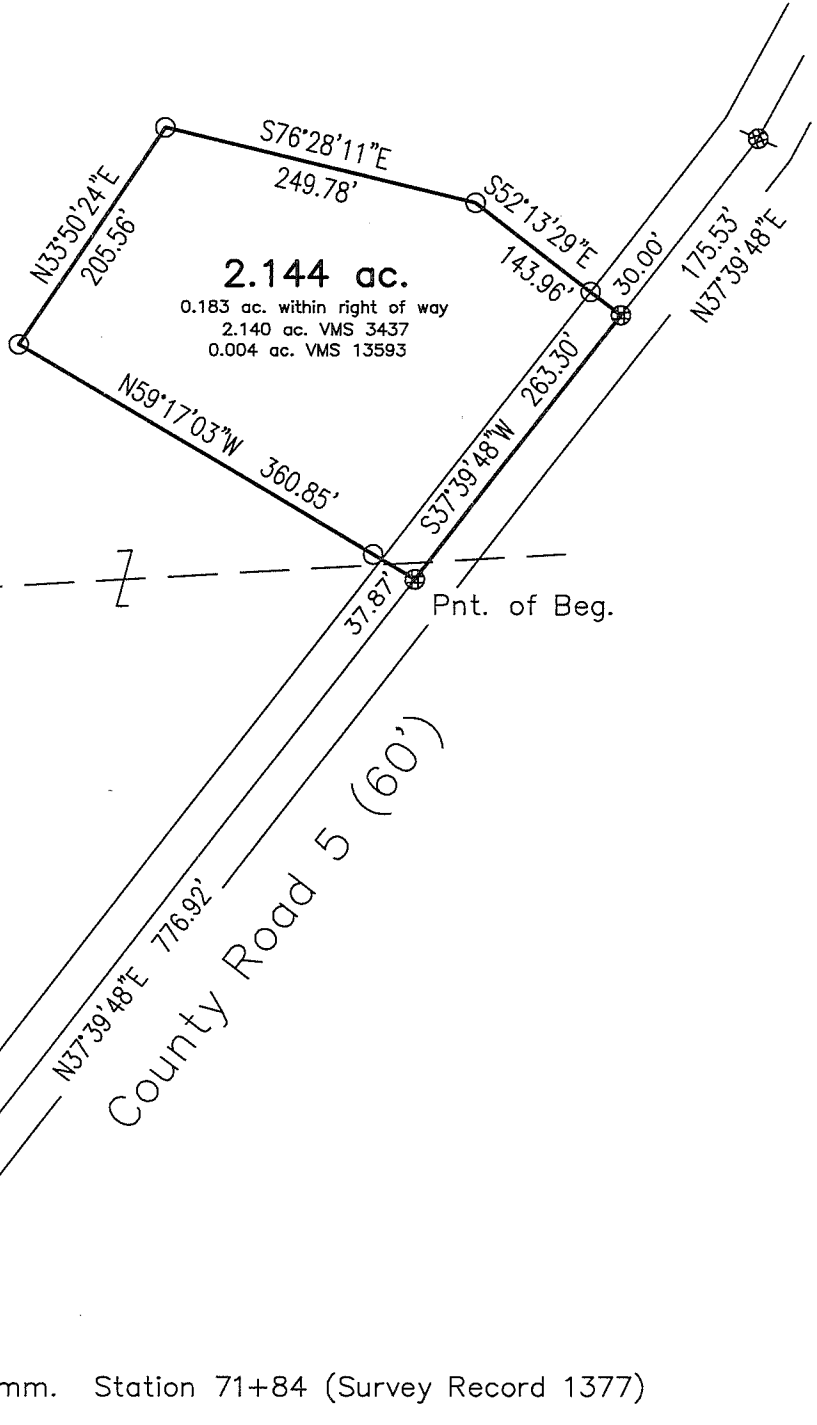 S76°28'11"E
249.78'
S52°13'29"E
143.96'
N33°50'24"E
205.56'
2.144 ac.
0.183 ac. within right of way
2.140 ac. VMS 3437
0.004 ac. VMS 13593
30.00'
175.53'
N37°39'48"E
N59°17'03"W 360.85'
S37°39'48"W 263.30'
37.87'
Pnt. of Beg.
N37°39'48"E 776.92'
County Road 5 (60')
mm. Station 71+84 (Survey Record 1377)